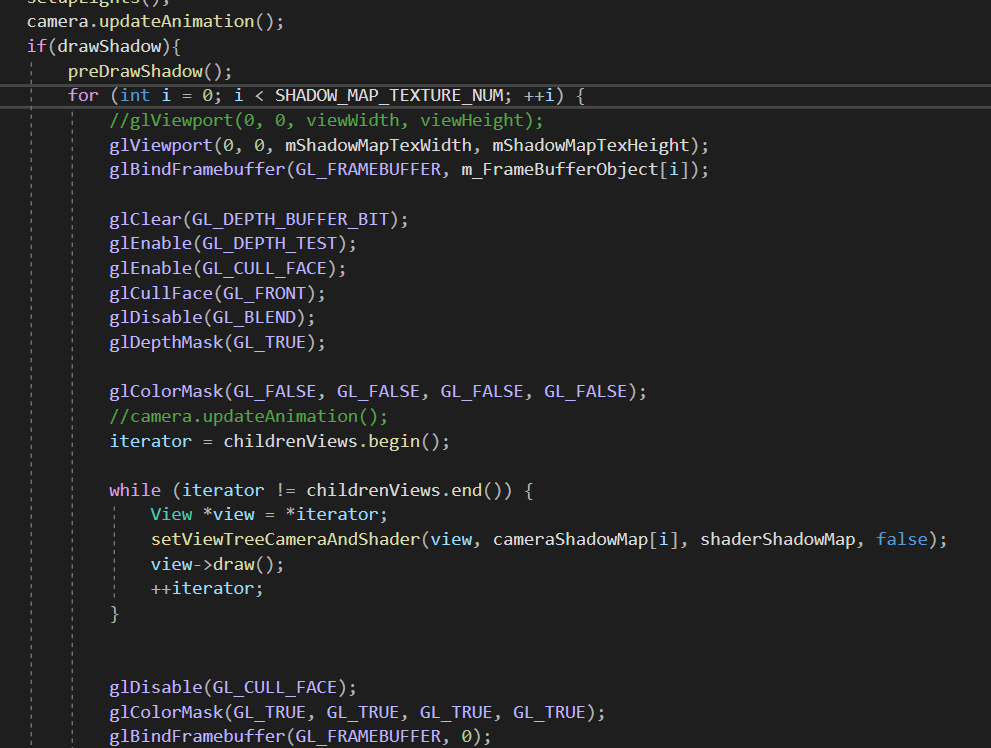 setupLights();
camera.updateAnimation();
if(drawShadow){
preDrawShadow();
for (int i = 0; i < SHADOW_MAP_TEXTURE_NUM; ++i) {
//glViewport(0, 0, viewWidth, viewHeight);
glViewport(0, 0, mShadowMapTexWidth, mShadowMapTexHeight);
glBindFramebuffer(GL_FRAMEBUFFER, m_FrameBufferObject[i]);
glClear(GL_DEPTH_BUFFER_BIT);
glEnable(GL_DEPTH_TEST);
glEnable(GL_CULL_FACE);
glCullFace(GL_FRONT);
glDisable(GL_BLEND);
glDepthMask(GL_TRUE);
glColorMask(GL_FALSE, GL_FALSE, GL_FALSE, GL_FALSE);
//camera.updateAnimation();
iterator = childrenViews.begin();
while (iterator != childrenViews.end()) {
View *view = *iterator;
setViewTreeCameraAndShader(view, cameraShadowMap[i], shaderShadowMap, false);
view->draw();
++iterator;
}
glDisable(GL_CULL_FACE);
glColorMask(GL_TRUE, GL_TRUE, GL_TRUE, GL_TRUE);
glBindFramebuffer(GL_FRAMEBUFFER, 0);